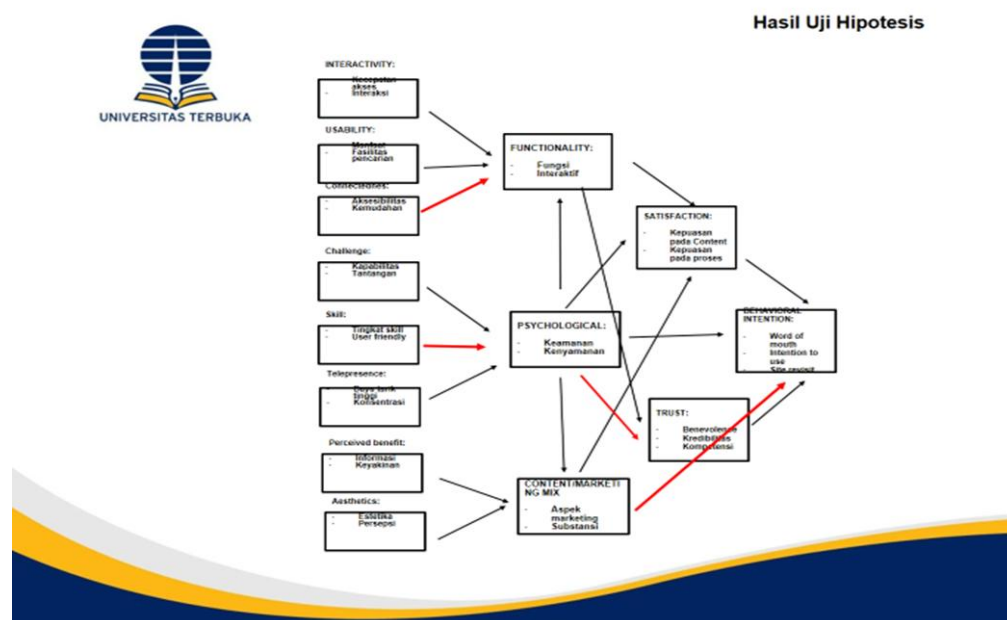 Hasil Uji Hipotesis
UNIVERSITAS TERBUKA
INTERACTIVITY:
- Kecepatan
akses
- Interaksi
USABILITY:
- Manfaat
- Fasilitas
pencarian
Connectednes:
- Aksesibilitas
- Kemudahan
Challenge:
- Kapabilitas
- Tantangan
Skill:
- Tingkat skill
- User friendly
Telepresence:
- Daya tarik
tinggi
- Konsentrasi
Perceived benefit:
- Informasi
- Keyakinan
Aesthetics:
- Estetika
- Persepsi
FUNCTIONALITY:
- Fungsi
- Interaktif
PSYCHOLOGICAL:
- Keamanan
- Kenyamanan
CONTENT/MARKETI
NG MIX
- Aspek
marketing
- Substansi
SATISFACTION:
- Kepuasan
pada Content
- Kepuasan
pada proses
TRUST:
- Benevolence
- Kredibilitas
- Kompetensi
BEHAVIORAL
INTENTION:
- Word of
mouth
- Intention to
use
- Site revisit